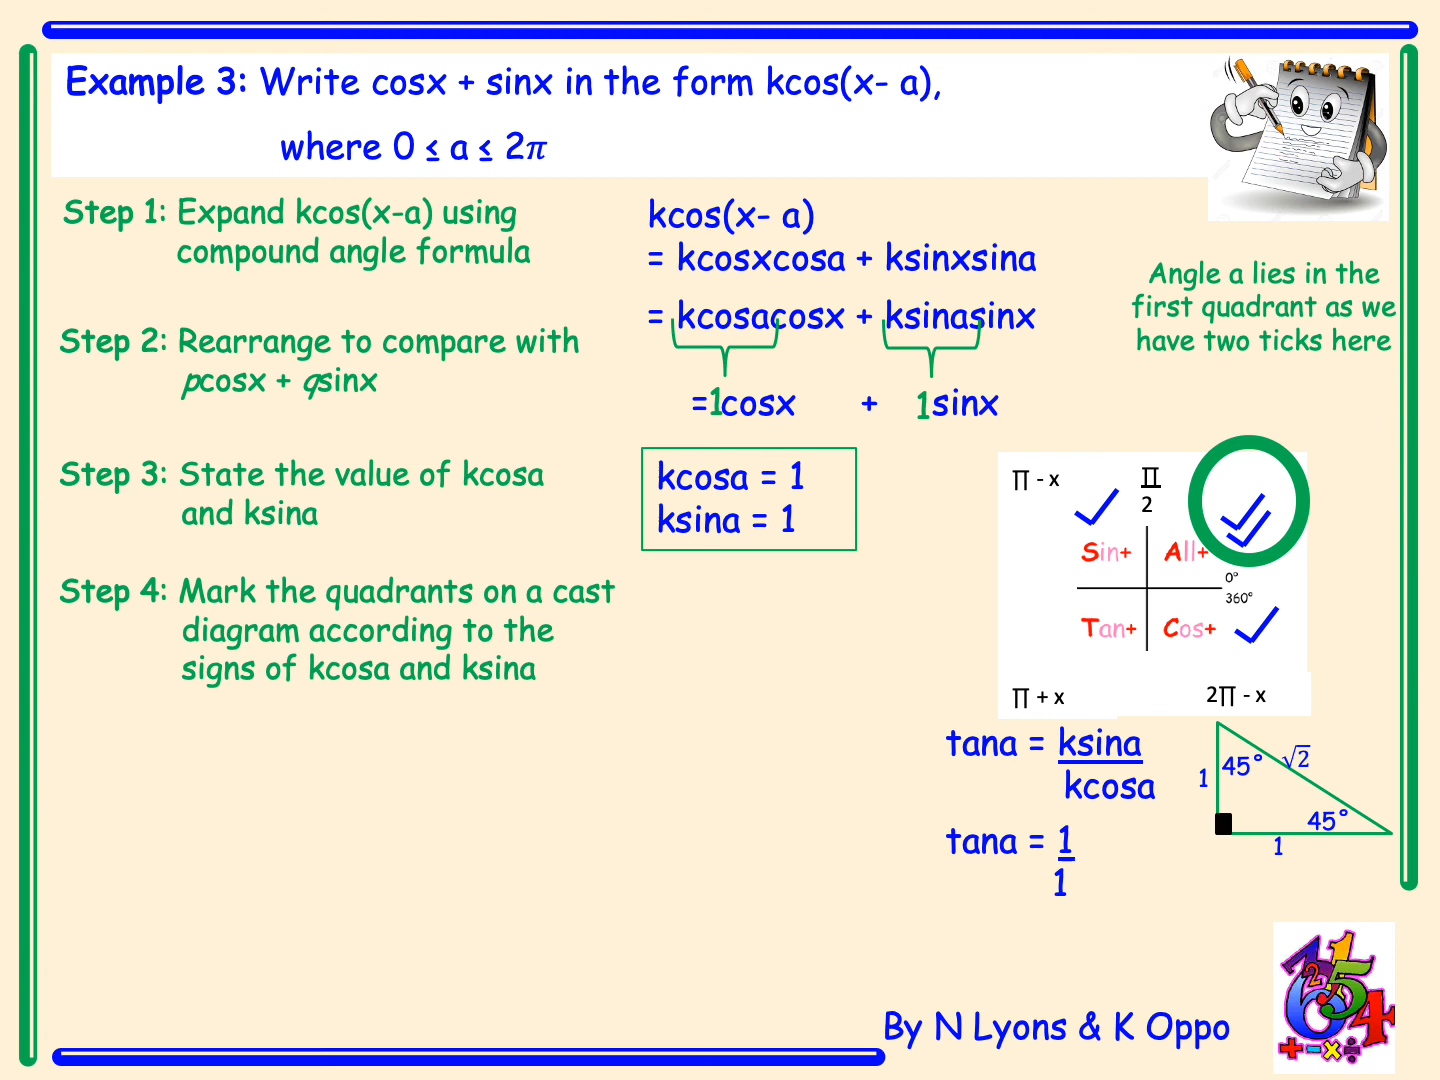 Example 3: Write cosx + sinx in the form kcos(x- a),
where 0 ≤ a ≤ 2π
Step 1: Expand kcos(x-a) using
compound angle formula
Step 2: Rearrange to compare with
pcosx + qsinx
Step 3: State the value of kcosa
and ksina
Step 4: Mark the quadrants on a cast
diagram according to the
signs of kcosa and ksina
kcos(x- a)
= kcosxcosa + ksinxsina
= kcosacosx + ksinasinx
=1cosx + 1sinx
kcosa = 1
ksina = 1
Angle a lies in the
first quadrant as we
have two ticks here
∏ - x
∏
2
Sin+ All+
0°
360°
Tan+ Cos+
∏ + x
2∏ - x
tana = ksina
kcosa
tana = 1
1
1
45°
√2
45°
1
By N Lyons & K Oppo
1
2
6
5
4
+ - × ÷